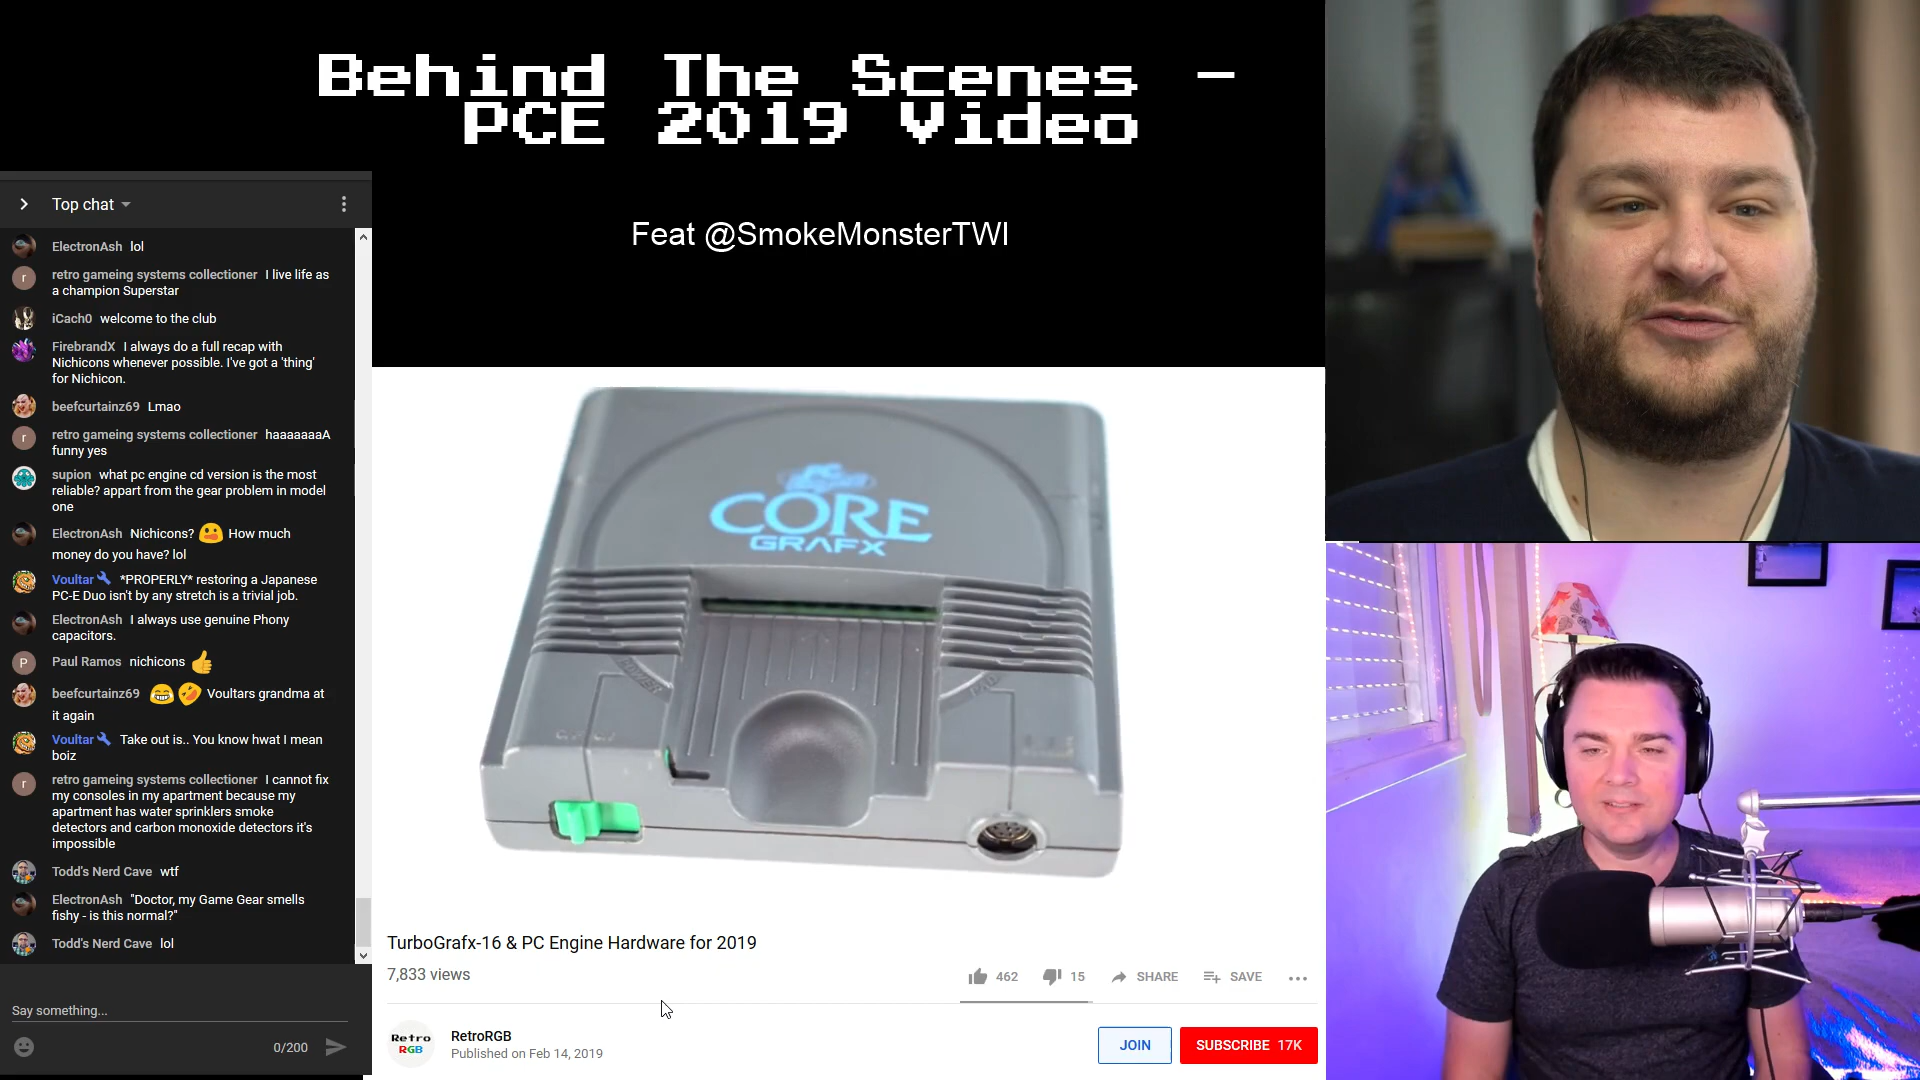 Behind The Scenes -
PCE 2019 Video
Feat @SmokeMonsterTWI
Top chat
ElectronAsh lol
retro gameing systems collectioner I live life as
a champion Superstar
iCach0 welcome to the club
FirebrandX I always do a full recap with
Nichicons whenever possible. I've got a 'thing'
for Nichicon.
beefcurtainz69 Lmao
retro gameing systems collectioner haaaaaaaA
funny yes
supion what pc engine cd version is the most
reliable? appart from the gear problem in model
one
ElectronAsh Nichicons? 😮 How much
money do you have? lol
Voultar *PROPERLY* restoring a Japanese
PC-E Duo isn't by any stretch is a trivial job.
ElectronAsh I always use genuine Phony
capacitors.
Paul Ramos nichicons 👍
beefcurtainz69 😂🤣 Voultars grandma at
it again
Voultar Take out is.. You know hwat I mean
boiz
retro gameing systems collectioner I cannot fix
my consoles in my apartment because my
apartment has water sprinklers smoke
detectors and carbon monoxide detectors it's
impossible
Todd's Nerd Cave wtf
ElectronAsh "Doctor, my Game Gear smells
fishy - is this normal?"
Todd's Nerd Cave lol
Say something...
0/200
PC
CORE
GRAFX
POWER
PAD
TurboGrafx-16 & PC Engine Hardware for 2019
7,833 views
462
15
SHARE
SAVE
Retro
RGB
RetroRGB
Published on Feb 14, 2019
JOIN
SUBSCRIBE 17K